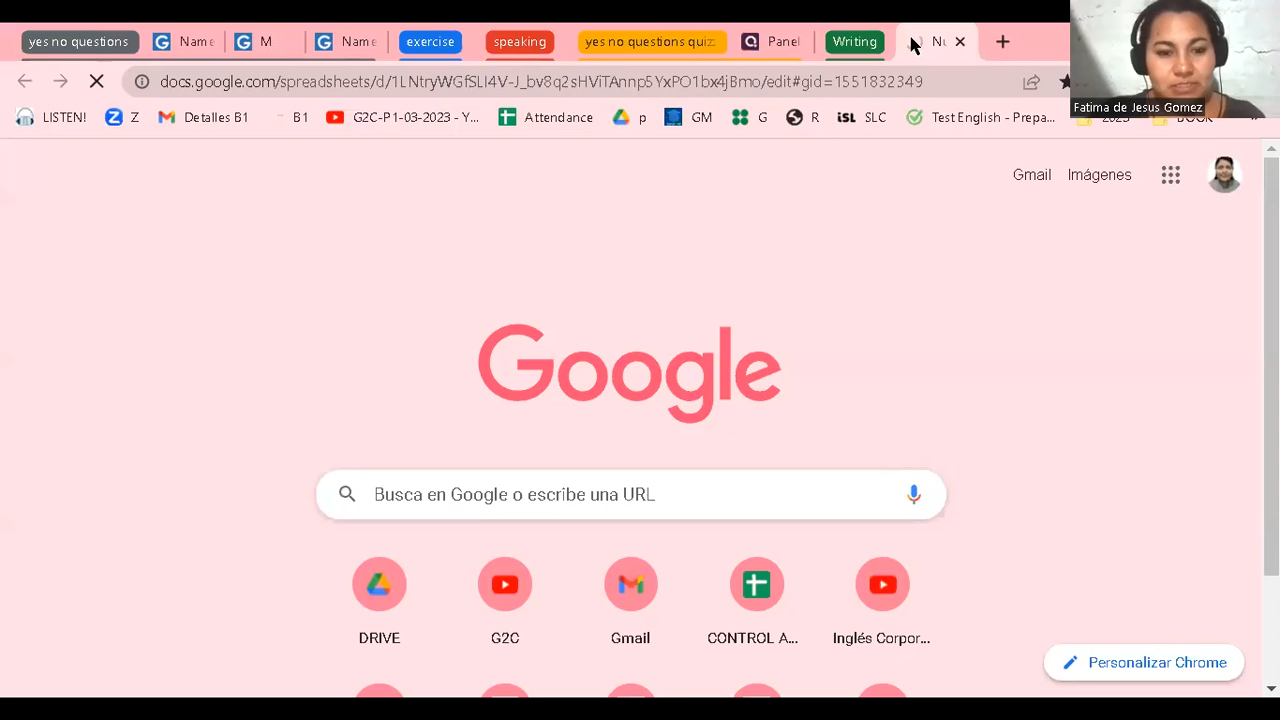 yes no questions Name M Name exercise speaking yes no questions quiz Panel Writing Nu
docs.google.com/spreadsheets/d/1LNtryWGfSLl4V-J_bv8q2sHViTAnnp5YxPO1bx4jBmo/edit#gid=1551832349
Fatima de Jesus Gomez
LISTEN! Z Detalles B1 B1 G2C-P1-03-2023 - Y... Attendance p GM G R ISL SLC Test English - Prepa... 2023 BOOK
Gmail Imágenes
Google
Busca en Google o escribe una URL
DRIVE G2C Gmail CONTROL A... Inglés Corpor...
Personalizar Chrome